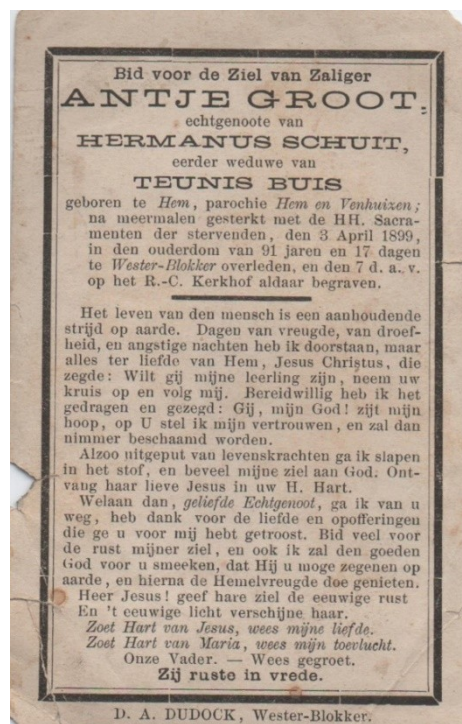 Bid voor de Ziel van Zaliger
ANTJE GROOT,
echtgenoote van
HERMANUS SCHUIT,
eerder weduwe van
TEUNIS BUIS
geboren te Hem, parochie Hem en Venhuizen;
na meermalen gesterkt met de HH. Sacra-
menten der stervenden, den 3 April 1899,
in den ouderdom van 91 jaren en 17 dagen
te Wester-Blokker overleden, en den 7 d. a. v.
op het R.-C. Kerkhof aldaar begraven.
Het leven van den mensch is een aanhoudende
strijd op aarde. Dagen van vreugde, van droef-
heid, en angstige nachten heb ik doorstaan, maar
alles ter liefde van Hem, Jesus Christus, die
zegde: Wilt gij mijne leerling zijn, neem uw
kruis op en volg mij. Bereidwillig heb ik het
gedragen en gezegd: Gij, mijn God! zijt mijn
hoop, op U stel ik mijn vertrouwen, en zal dan
nimmer beschaamd worden.
Alzoo uitgeput van levenskrachten ga ik slapen
in het stof, en beveel mijne ziel aan God. Ont-
vang haar lieve Jesus in uw H. Hart.
Welaan dan, geliefde Echtgenoot, ga ik van u
weg, heb dank voor de liefde en opofferingen
die ge u voor mij hebt getroost. Bid veel voor
de rust mijner ziel, en ook ik zal den goeden
God voor u smeeken, dat Hij u moge zegenen op
aarde, en hierna de Hemelvreugde doe genieten.
Heer Jesus! geef hare ziel de eeuwige rust
En 't eeuwige licht verschijne haar.
Zoet Hart van Jesus, wees mijne liefde.
Zoet Hart van Maria, wees mijn toevlucht.
Onze Vader. — Wees gegroet.
Zij ruste in vrede.
D. A. DUDOCK, Wester-Blokker.